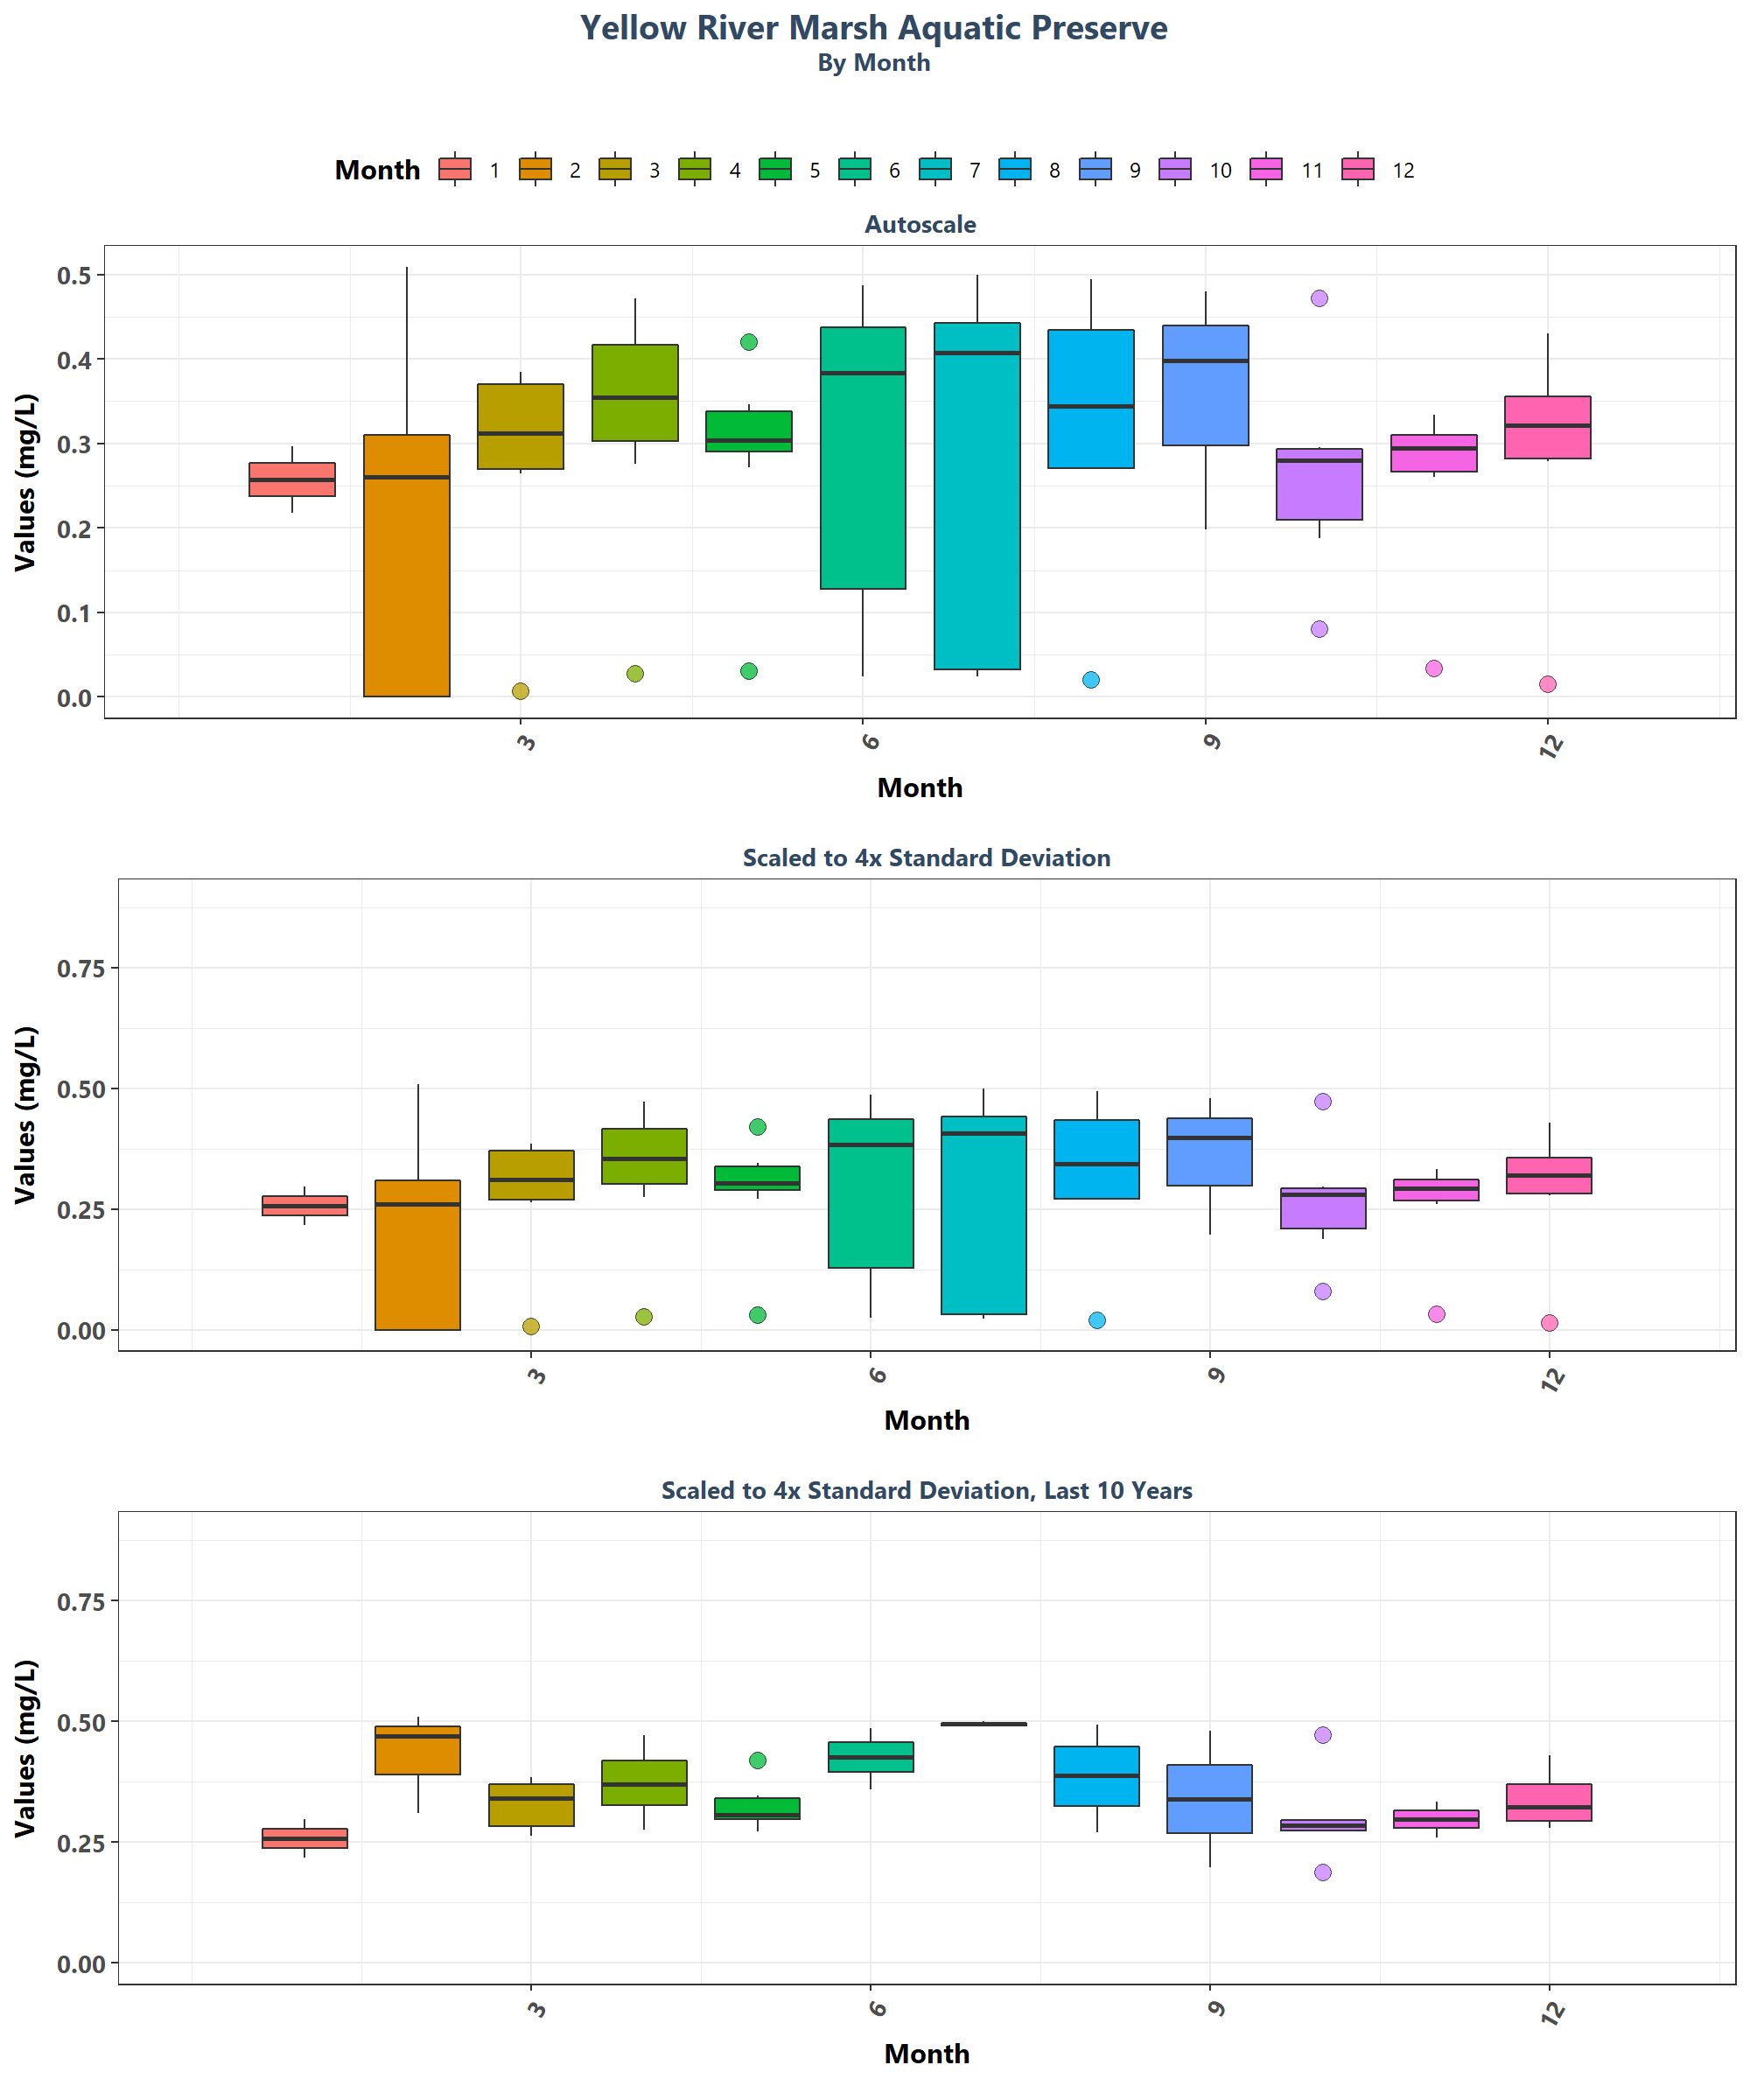 Yellow River Marsh Aquatic Preserve
By Month
Month 1 2 3 4 5 6 7 8 9 10 11 12
Autoscale
Values (mg/L)
0.5
0.4
0.3
0.2
0.1
0.0
3 6 9 12
Month
Scaled to 4x Standard Deviation
Values (mg/L)
0.75
0.50
0.25
0.00
3 6 9 12
Month
Scaled to 4x Standard Deviation, Last 10 Years
Values (mg/L)
0.75
0.50
0.25
0.00
3 6 9 12
Month